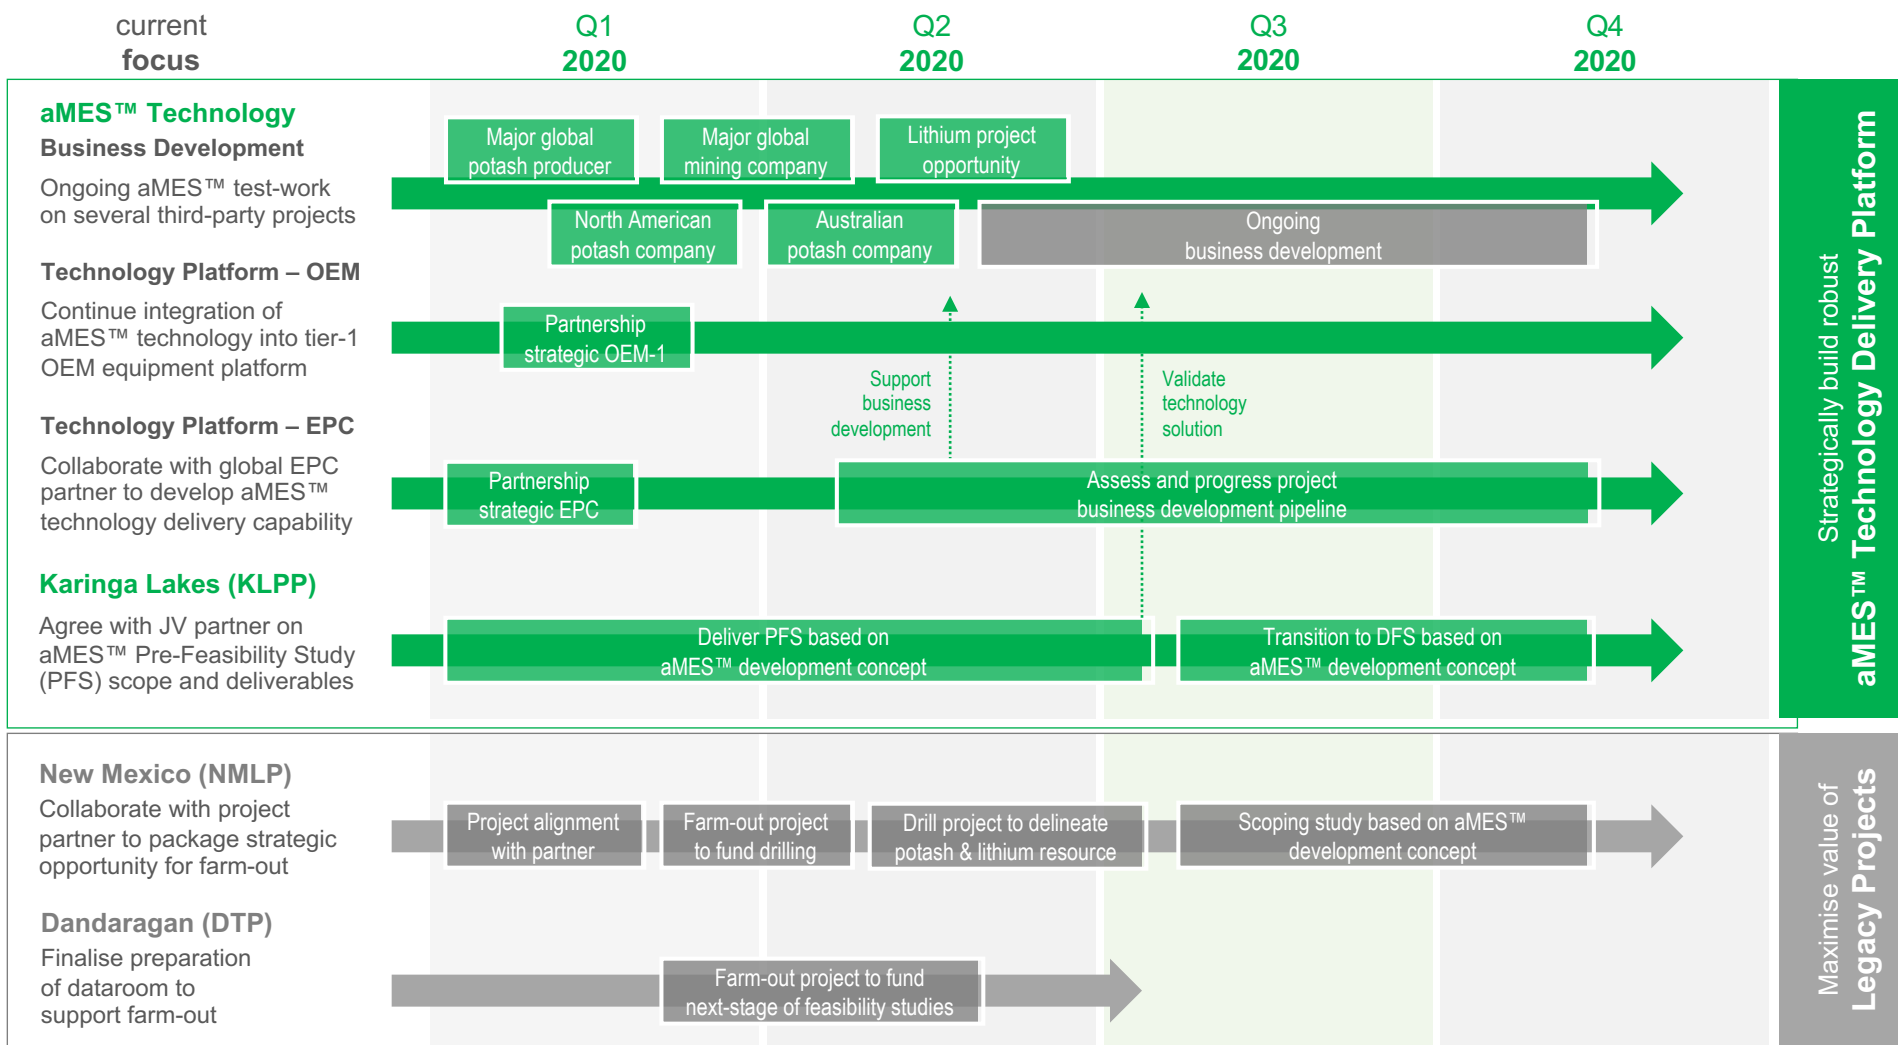 current
focus
Q1
2020
Q2
2020
Q3
2020
Q4
2020
aMES™ Technology
Business Development
Ongoing aMES™ test-work
on several third-party projects
Major global
potash producer
Major global
mining company
Lithium project
opportunity
North American
potash company
Australian
potash company
Ongoing
business development
Technology Platform – OEM
Continue integration of
aMES™ technology into tier-1
OEM equipment platform
Partnership
strategic OEM-1
Support
business
development
Validate
technology
solution
Technology Platform – EPC
Collaborate with global EPC
partner to develop aMES™
technology delivery capability
Partnership
strategic EPC
Assess and progress project
business development pipeline
Karinga Lakes (KLPP)
Agree with JV partner on
aMES™ Pre-Feasibility Study
(PFS) scope and deliverables
Deliver PFS based on
aMES™ development concept
Transition to DFS based on
aMES™ development concept
Strategically build robust
aMES™ Technology Delivery Platform
New Mexico (NMLP)
Collaborate with project
partner to package strategic
opportunity for farm-out
Project alignment
with partner
Farm-out project
to fund drilling
Drill project to delineate
potash & lithium resource
Scoping study based on aMES™
development concept
Dandaragan (DTP)
Finalise preparation
of dataroom to
support farm-out
Farm-out project to fund
next-stage of feasibility studies
Maximise value of
Legacy Projects